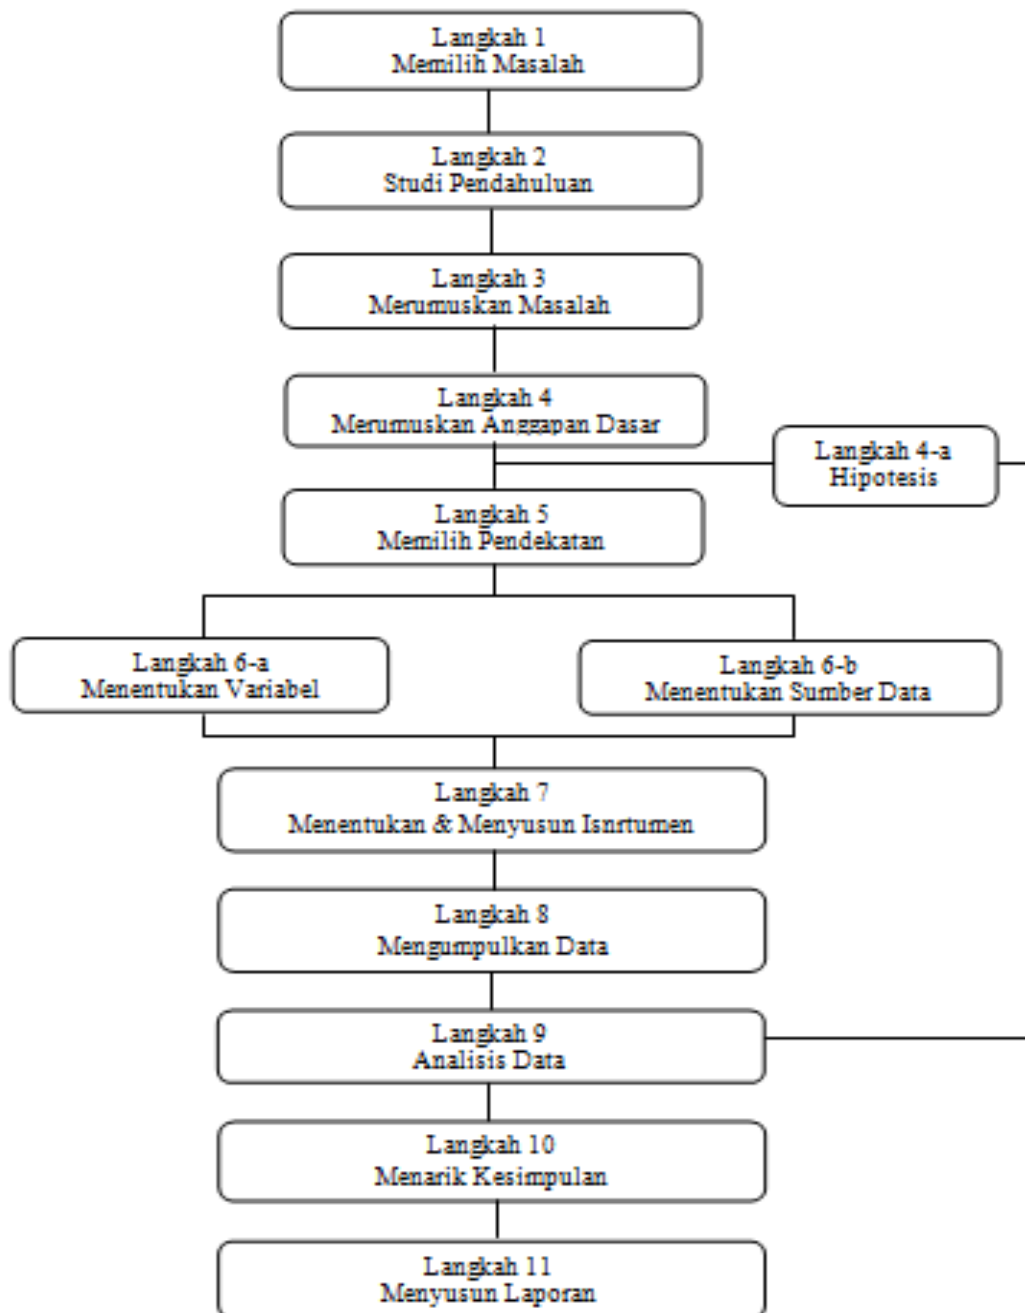 Langkah 1
Memilih Masalah
Langkah 2
Studi Pendahuluan
Langkah 3
Merumuskan Masalah
Langkah 4
Merumuskan Anggapan Dasar
Langkah 4-a
Hipotesis
Langkah 5
Memilih Pendekatan
Langkah 6-a
Menentukan Variabel
Langkah 6-b
Menentukan Sumber Data
Langkah 7
Menentukan & Menyusun Isnrtumen
Langkah 8
Mengumpulkan Data
Langkah 9
Analisis Data
Langkah 10
Menarik Kesimpulan
Langkah 11
Menyusun Laporan